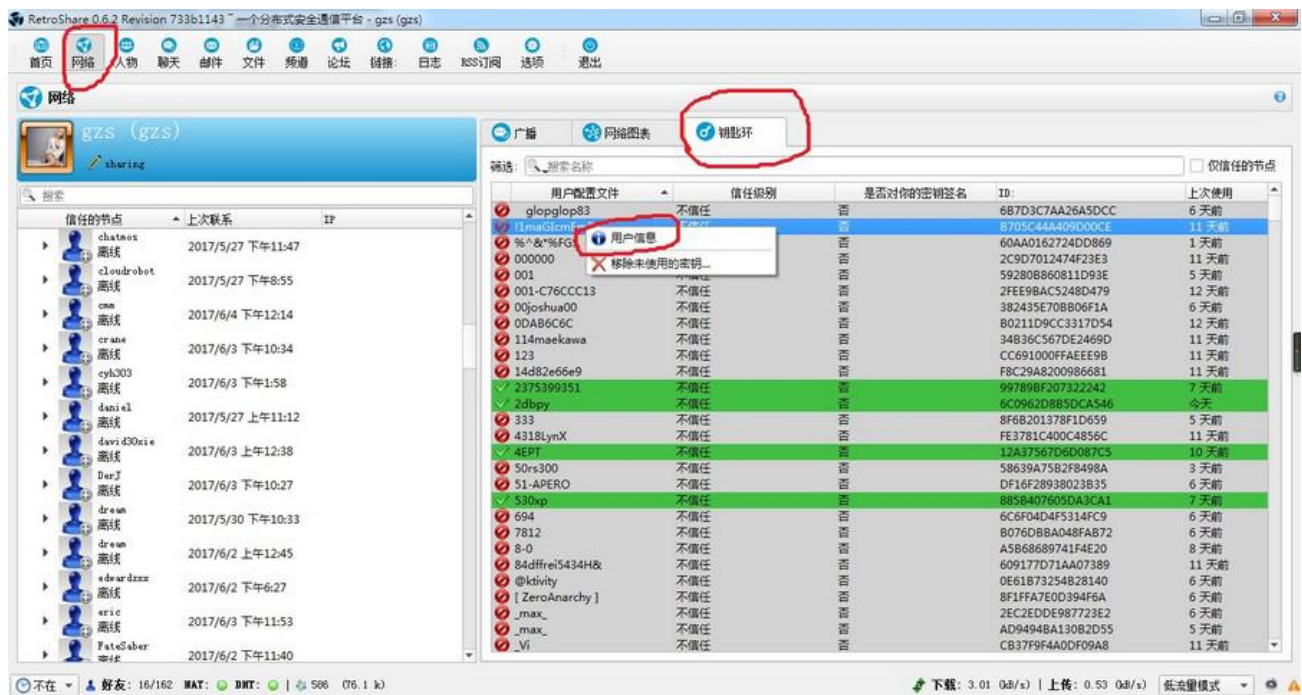 RetroShare 0.6.2 Revision 733b1143 ~ 一个分布式安全通信平台 - gzs (gzs)
首页 网络 人物 聊天 邮件 文件 频道 论坛 链接: 日志 RSS订阅 选项 退出
网络
gzs (gzs)
sharing
搜索
信任的节点 上次联系 IP
chatmos
离线 2017/5/27 下午11:47
cloudrobot
离线 2017/5/27 下午8:55
cmm
离线 2017/6/4 下午12:14
crane
离线 2017/6/3 下午10:34
cyh303
离线 2017/6/3 下午1:58
daniel
离线 2017/5/27 上午11:12
david30xie
离线 2017/6/3 上午12:38
DerJ
离线 2017/6/3 下午10:27
dream
离线 2017/5/30 下午10:33
dream
离线 2017/6/2 上午12:45
edwardzzz
离线 2017/6/2 下午6:27
eric
离线 2017/6/3 下午11:53
FateSaber
离线 2017/6/2 下午11:40
广播 网络图表 钥匙环
筛选: 搜索名称 仅信任的节点
用户配置文件 信任级别 是否对你的密钥签名 ID: 上次使用
glopglop83 不信任 否 6B7D3C7AA26A5DCC 6 天前
否 B705C44A409D00CE 11 天前
用户信息
移除未使用的密钥...
否 60AA0162724DD869 1 天前
000000 否 2C9D7012474F23E3 11 天前
001 不信任 否 59280B860811D93E 5 天前
001-C76CCC13 不信任 否 2FEE9BAC5248D479 12 天前
00joshua00 不信任 否 382435E70BB06F1A 6 天前
0DAB6C6C 不信任 否 B0211D9CC3317D54 12 天前
114maekawa 不信任 否 34B36C567DE2469D 11 天前
123 不信任 否 CC691000FFAEEE9B 11 天前
14d82e66e9 不信任 否 F8C29A8200986681 11 天前
2375399351 不信任 否 99789BF207322242 7 天前
2dbpy 不信任 否 6C0962D8B5DCA546 今天
333 不信任 否 8F6B201378F1D659 5 天前
4318LynX 不信任 否 FE3781C400C4856C 11 天前
4EPT 不信任 否 12A37567D6D087C5 10 天前
50rs300 不信任 否 58639A75B2F8498A 3 天前
51-APERO 不信任 否 DF16F28938023B35 6 天前
530xp 不信任 否 885B407605DA3CA1 7 天前
694 不信任 否 6C6F04D4F5314FC9 6 天前
7812 不信任 否 B076DBBA048FAB72 6 天前
8-0 不信任 否 A5B68689741F4E20 8 天前
84dffrei5434H& 不信任 否 609177D71AA07389 11 天前
@ktivity 不信任 否 0E61B73254B28140 6 天前
[ ZeroAnarchy ] 不信任 否 8F1FFA7E0D394F6A 6 天前
_max_ 不信任 否 2EC2EDDE987723E2 6 天前
_max_ 不信任 否 AD9494BA130B2D55 5 天前
_Vi 不信任 否 CB37F9F4A0DF09A8 11 天前
不在 好友: 16/162 NAT: DHT: 586 (76.1 k) 下载: 3.01 (kB/s) | 上传: 0.53 (kB/s) 低流量模式